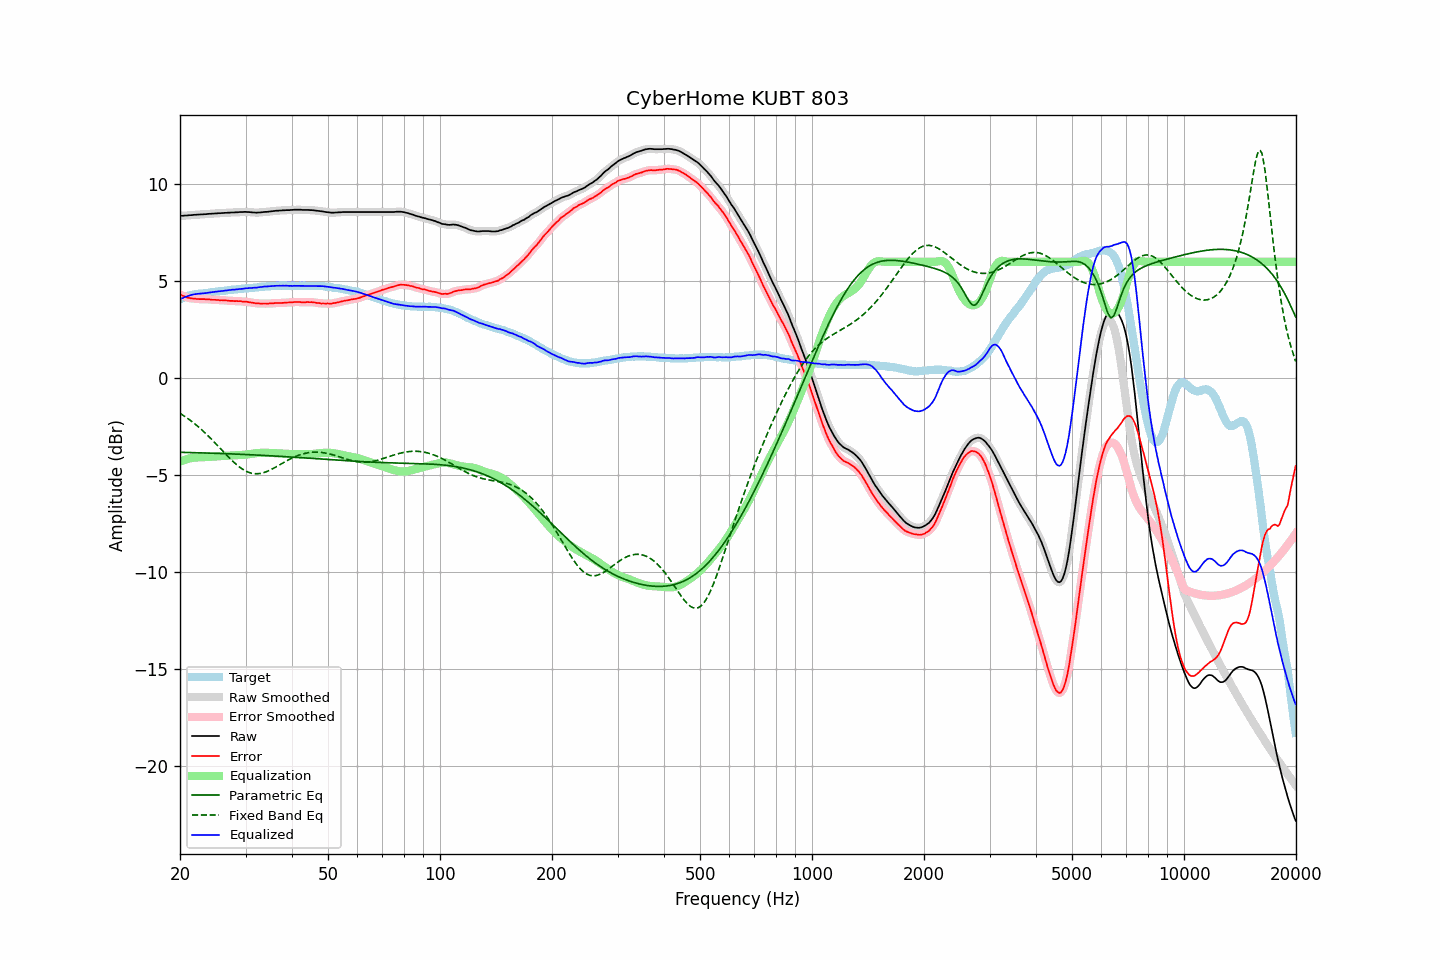 CyberHome KUBT 803
Amplitude (dBr)
10
5
0
−5
−10
−15
−20
Target
Raw Smoothed
Error Smoothed
Raw
Error
Equalization
Parametric Eq
Fixed Band Eq
Equalized
20 50 100 200 500 1000 2000 5000 10000 20000
Frequency (Hz)